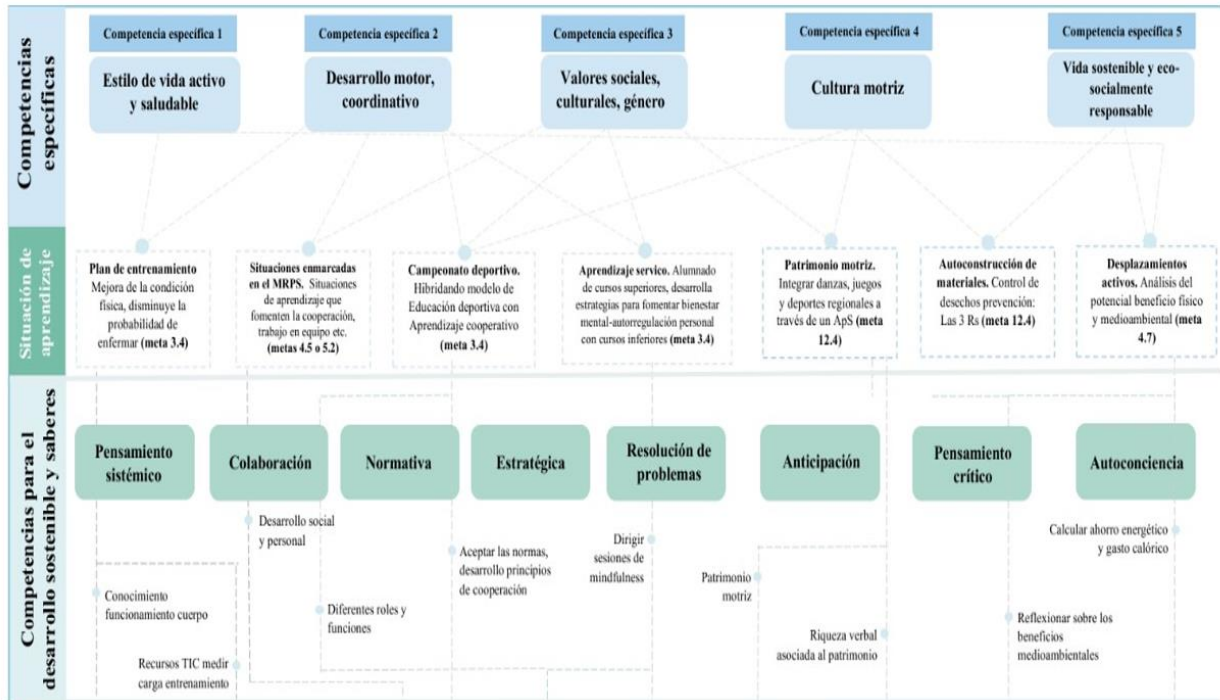 Competencias
específicas
Competencia específica 1
Estilo de vida activo
y saludable
Competencia específica 2
Desarrollo motor,
coordinativo
Competencia específica 3
Valores sociales,
culturales, género
Competencia específica 4
Cultura motriz
Competencia específica 5
Vida sostenible y eco-
socialmente
responsable
Situación de
aprendizaje
Plan de entrenamiento
Mejora de la condición
física, disminuye la
probabilidad de
enfermar (meta 3.4)
Situaciones enmarcadas
en el MRPS. Situaciones
de aprendizaje que
fomenten la cooperación,
trabajo en equipo etc.
(metas 4.5 o 5.2)
Campeonato deportivo.
Hibridando modelo de
Educación deportiva con
Aprendizaje cooperativo
(meta 3.4)
Aprendizaje servico. Alumnado
de cursos superiores, desarrolla
estrategias para fomentar bienestar
mental-autorregulación personal
con cursos inferiores (meta 3.4)
Patrimonio motriz.
Integrar danzas, juegos
y deportes regionales a
través de un ApS (meta
12.4)
Autoconstrucción de
materiales. Control de
desechos prevención:
Las 3 Rs (meta 12.4)
Desplazamientos
activos. Análisis del
potencial beneficio físico
y medioambiental (meta
4.7)
Competencias para el
desarrollo sostenible y saberes
Pensamiento
sistémico
Colaboración
Normativa
Estratégica
Resolución de
problemas
Anticipación
Pensamiento
crítico
Autoconciencia
Conocimiento
funcionamiento cuerpo
Recursos TIC medir
carga entrenamiento
Desarrollo social
y personal
Diferentes roles y
funciones
Aceptar las normas,
desarrollo principios
de cooperación
Dirigir
sesiones de
mindfulness
Patrimonio
motriz
Riqueza verbal
asociada al patrimonio
Reflexionar sobre los
beneficios
medioambientales
Calcular ahorro energético
y gasto calórico